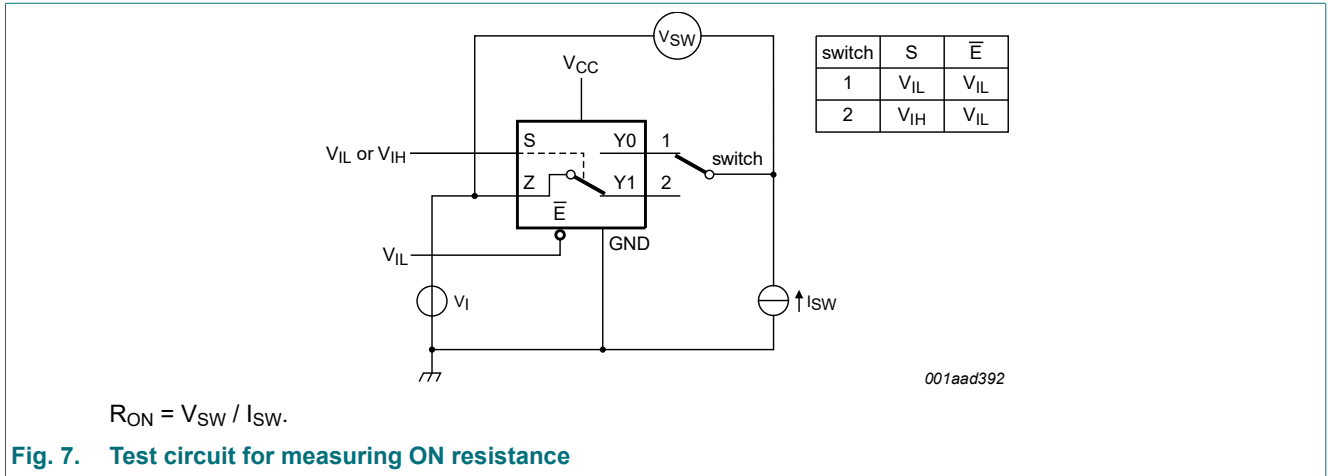 VSW
switch S E̅
1 VIL VIL
2 VIH VIL
VCC
S Y0 1
VIL or VIH
switch
Z Y1 2
E̅
GND
VIL
VI
ISW
001aad392
RON = VSW / ISW.
Fig. 7. Test circuit for measuring ON resistance